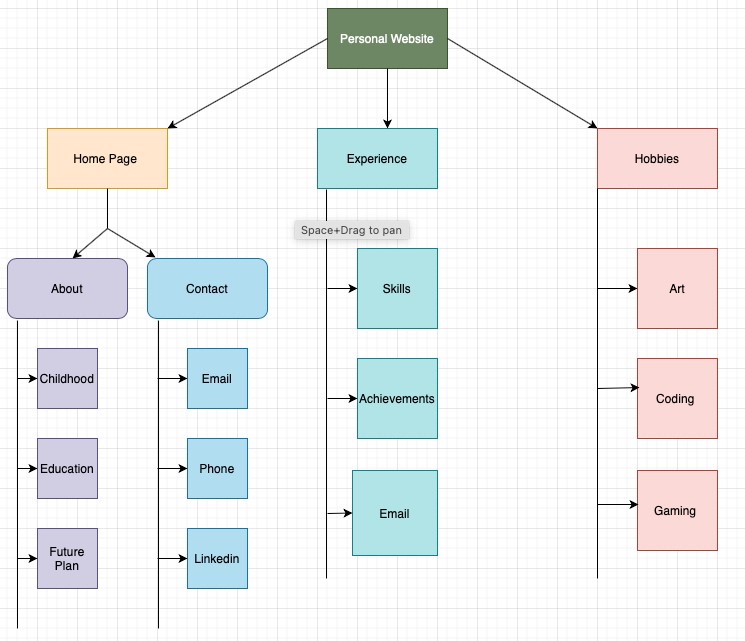 Personal Website
Home Page
Experience
Hobbies
Space+Drag to pan
About
Contact
Skills
Art
Childhood
Email
Achievements
Coding
Education
Phone
Email
Gaming
Future
Plan
Linkedin